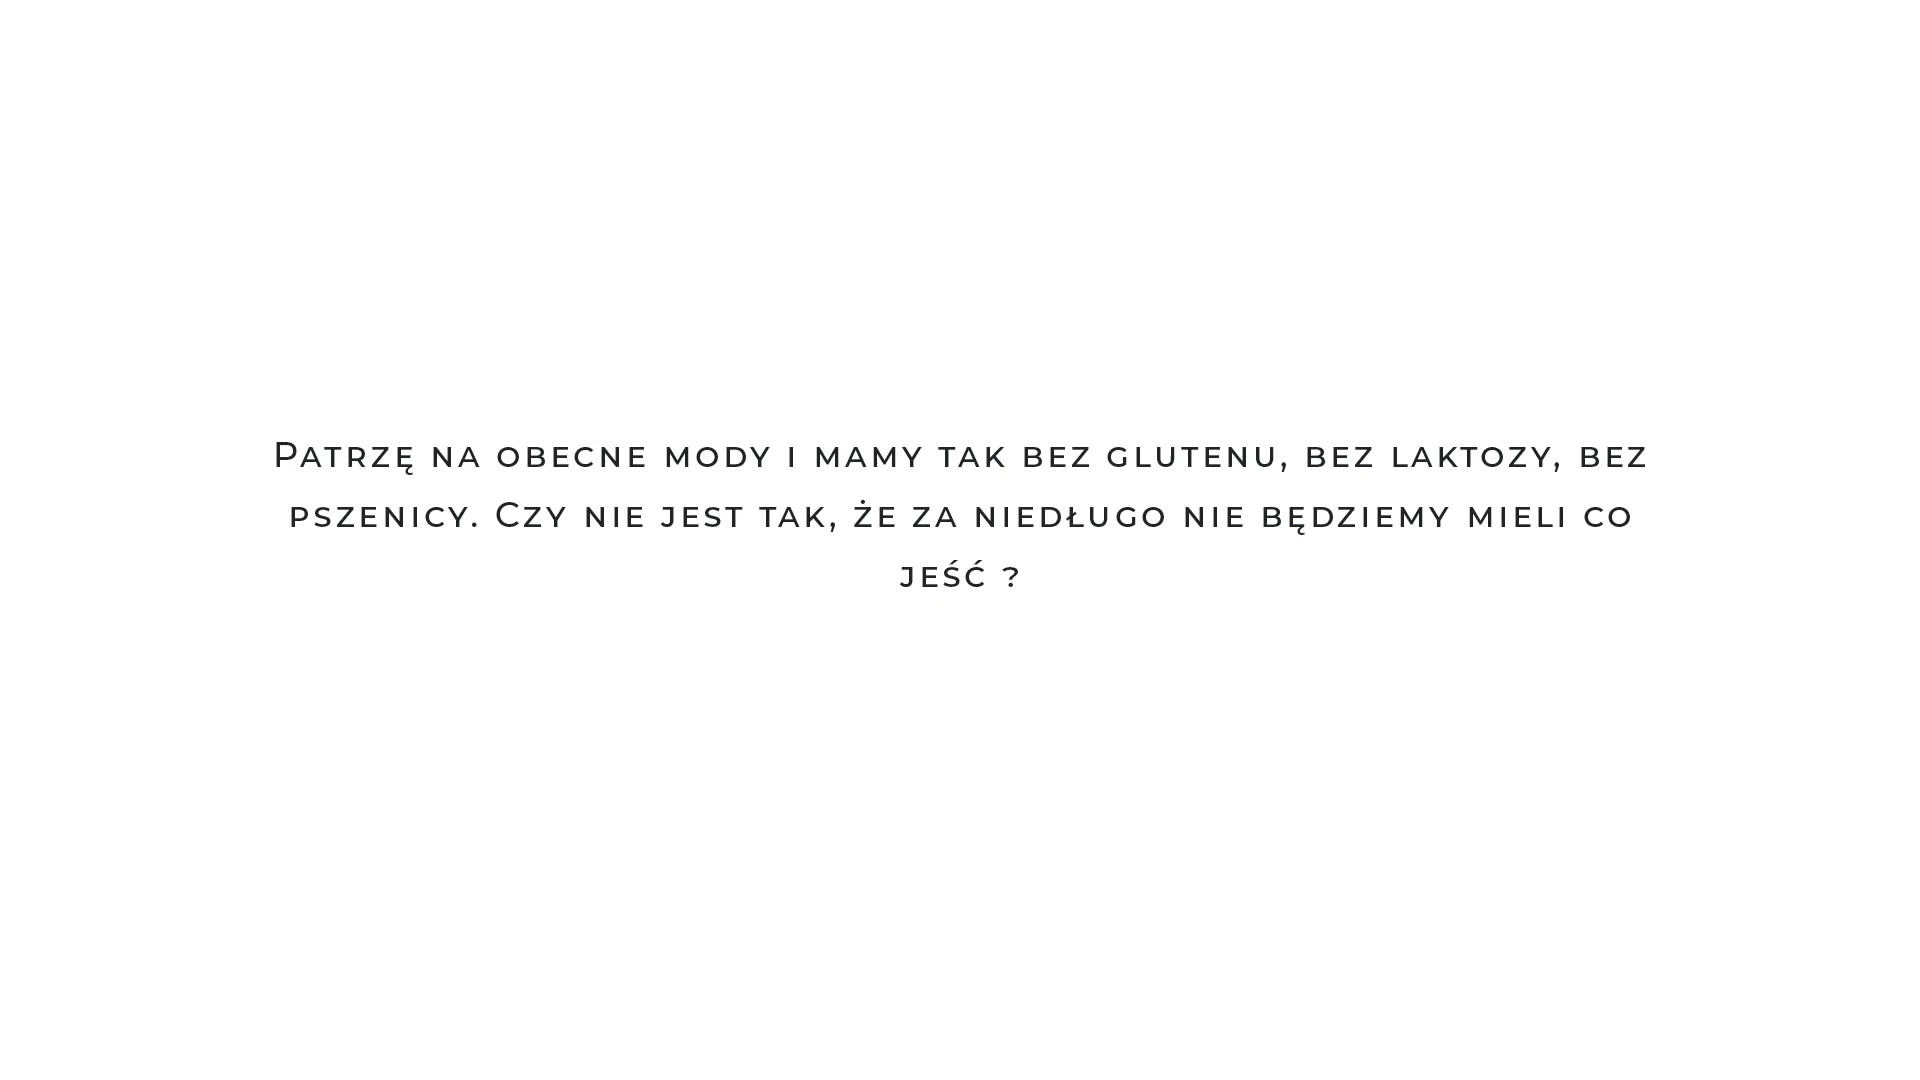 Patrzę na obecne mody i mamy tak bez glutenu, bez laktozy, bez
pszenicy. Czy nie jest tak, że za niedługo nie będziemy mieli co
jeść ?